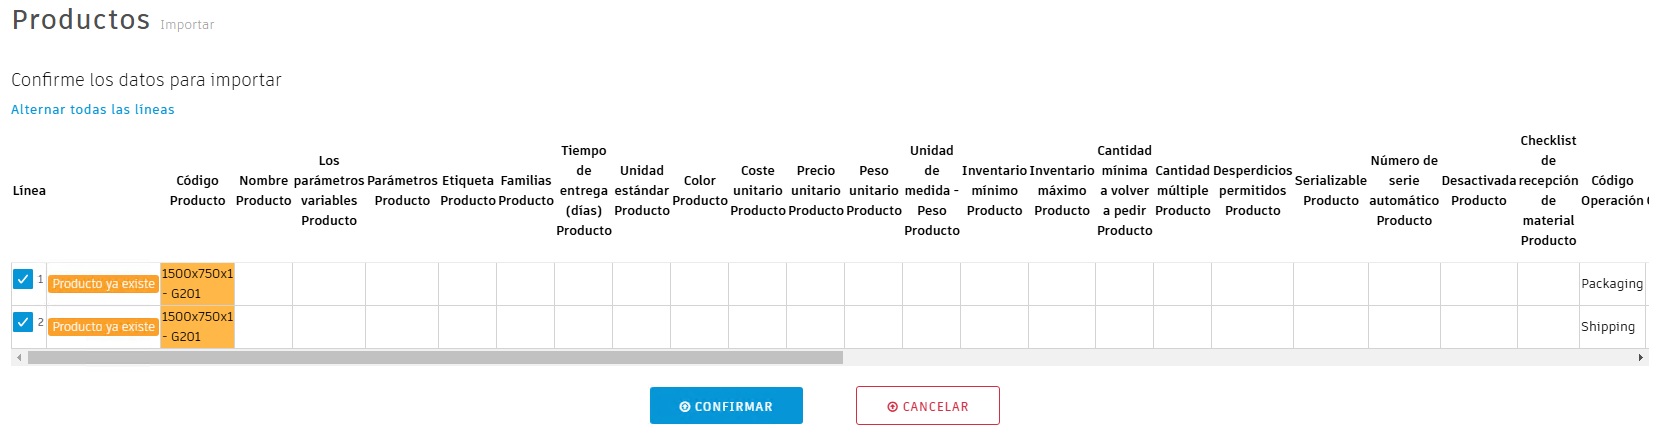 Productos Importar
Confirme los datos para importar
Alternar todas las líneas
Línea
Código Producto
Nombre Producto
Los parámetros variables Producto
Parámetros Producto
Etiqueta Producto
Familias Producto
Tiempo de entrega (días) Producto
Unidad estándar Producto
Color Producto
Coste unitario Producto
Precio unitario Producto
Peso unitario Producto
Unidad de medida - Peso Producto
Inventario mínimo Producto
Inventario máximo Producto
Cantidad mínima a volver a pedir Producto
Cantidad múltiple Producto
Desperdicios permitidos Producto
Serializable Producto
Número de serie automático Producto
Desactivada Producto
Checklist de recepción de material Producto
Código Operación
1 Producto ya existe 1500x750x1 - G201 Packaging
2 Producto ya existe 1500x750x1 - G201 Shipping
CONFIRMAR
CANCELAR